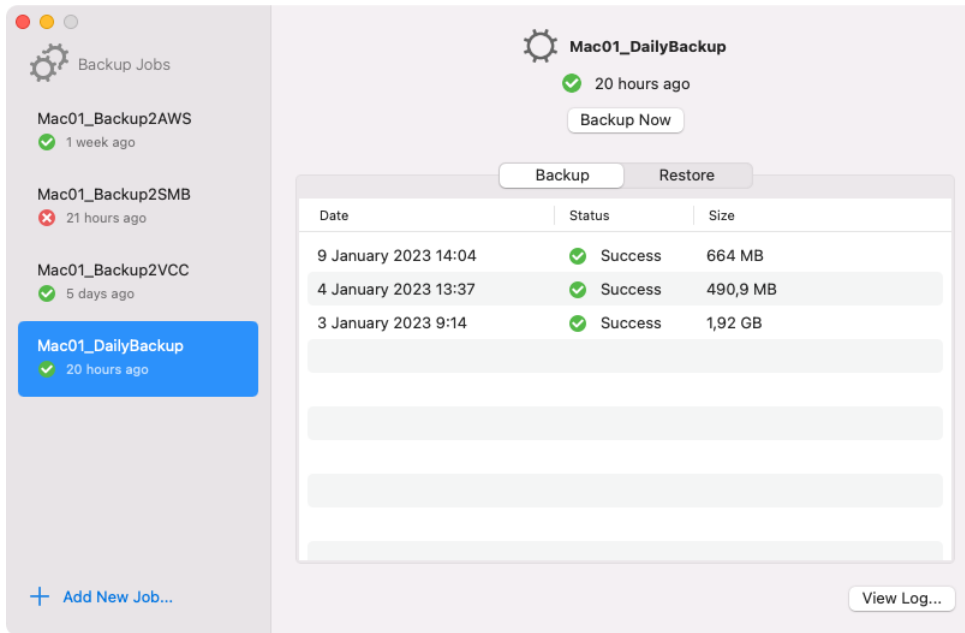 Backup Jobs
Mac01_Backup2AWS
1 week ago
Mac01_Backup2SMB
21 hours ago
Mac01_Backup2VCC
5 days ago
Mac01_DailyBackup
20 hours ago
Add New Job...
Mac01_DailyBackup
20 hours ago
Backup Now
Backup Restore
Date Status Size
9 January 2023 14:04 Success 664 MB
4 January 2023 13:37 Success 490,9 MB
3 January 2023 9:14 Success 1,92 GB
View Log...